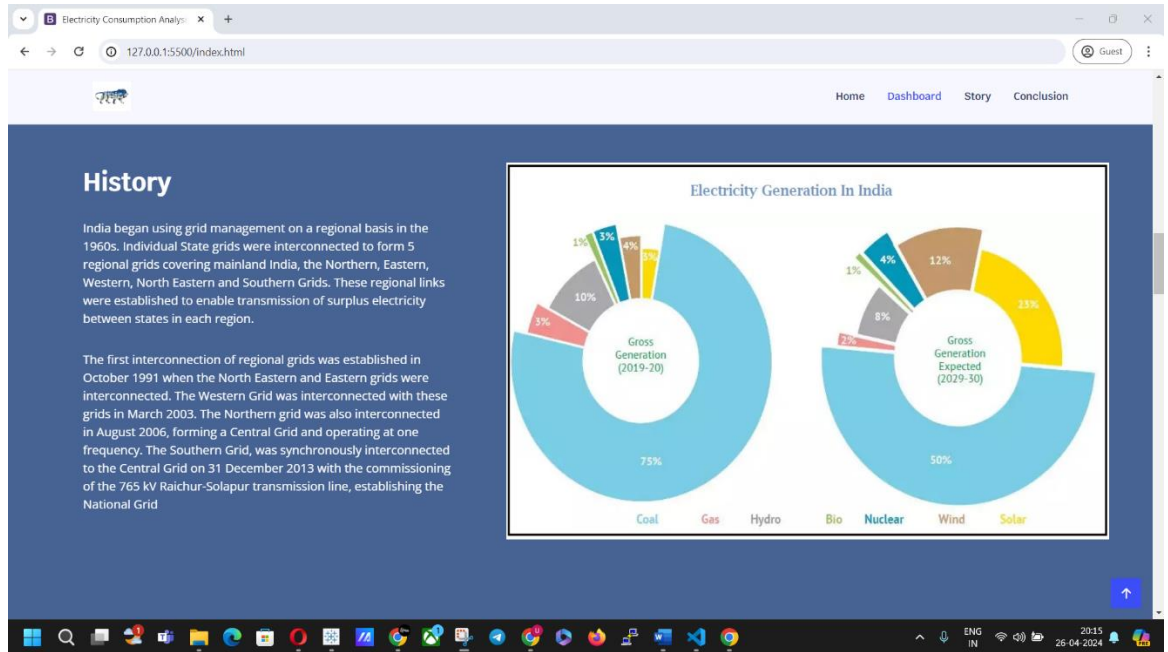 Electricity Consumption Analys
127.0.0.1:5500/index.html
Guest
Home Dashboard Story Conclusion
History
India began using grid management on a regional basis in the
1960s. Individual State grids were interconnected to form 5
regional grids covering mainland India, the Northern, Eastern,
Western, North Eastern and Southern Grids. These regional links
were established to enable transmission of surplus electricity
between states in each region.
The first interconnection of regional grids was established in
October 1991 when the North Eastern and Eastern grids were
interconnected. The Western Grid was interconnected with these
grids in March 2003. The Northern grid was also interconnected
in August 2006, forming a Central Grid and operating at one
frequency. The Southern Grid, was synchronously interconnected
to the Central Grid on 31 December 2013 with the commissioning
of the 765 kV Raichur-Solapur transmission line, establishing the
National Grid
Electricity Generation In India
1%
3%
4%
3%
10%
3%
Gross
Generation
(2019-20)
75%
1%
4%
12%
23%
8%
2%
Gross
Generation
Expected
(2029-30)
50%
Coal Gas Hydro Bio Nuclear Wind Solar
ENG
IN
20:15
26-04-2024